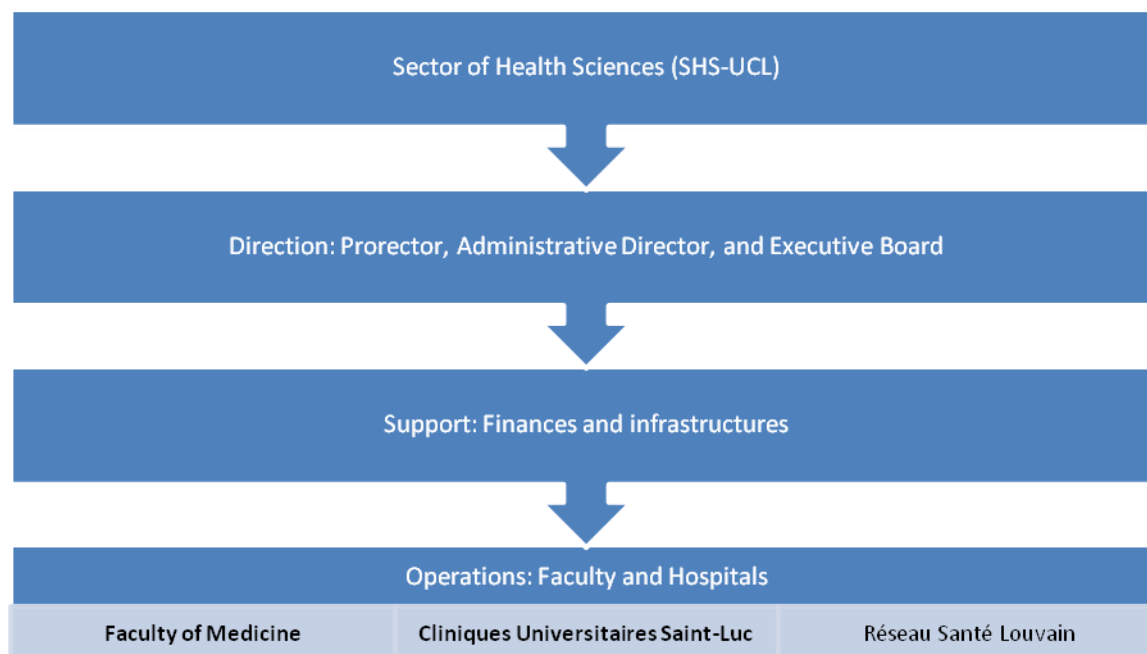 Sector of Health Sciences (SHS-UCL)
Direction: Prorector, Administrative Director, and Executive Board
Support: Finances and infrastructures
Operations: Faculty and Hospitals
Faculty of Medicine
Cliniques Universitaires Saint-Luc
Réseau Santé Louvain